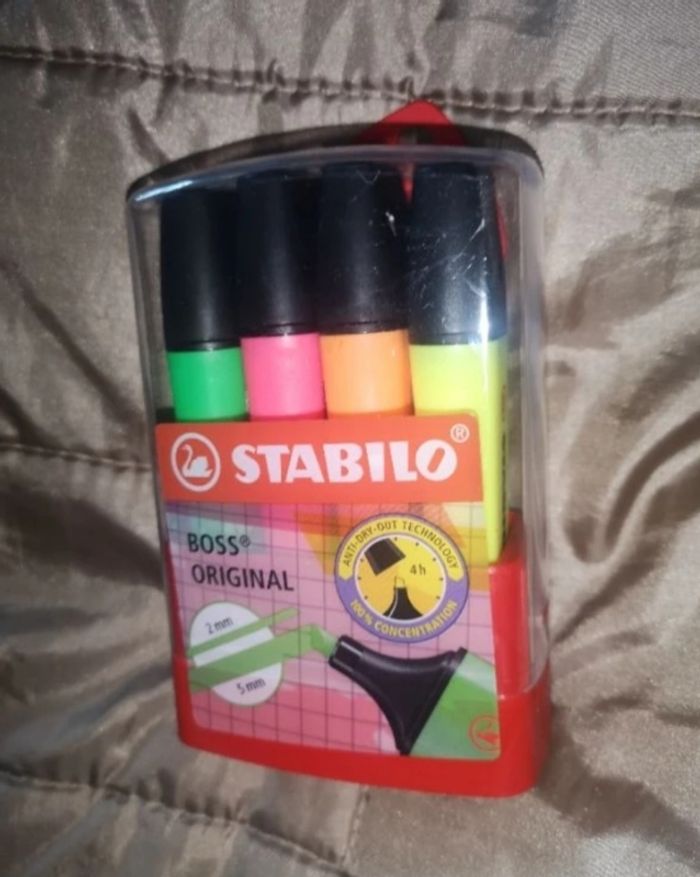 STABILO®
BOSS®
ORIGINAL
ANTI-DRY-OUT TECHNOLOGY
4h
100% CONCENTRATION
2 mm
5 mm